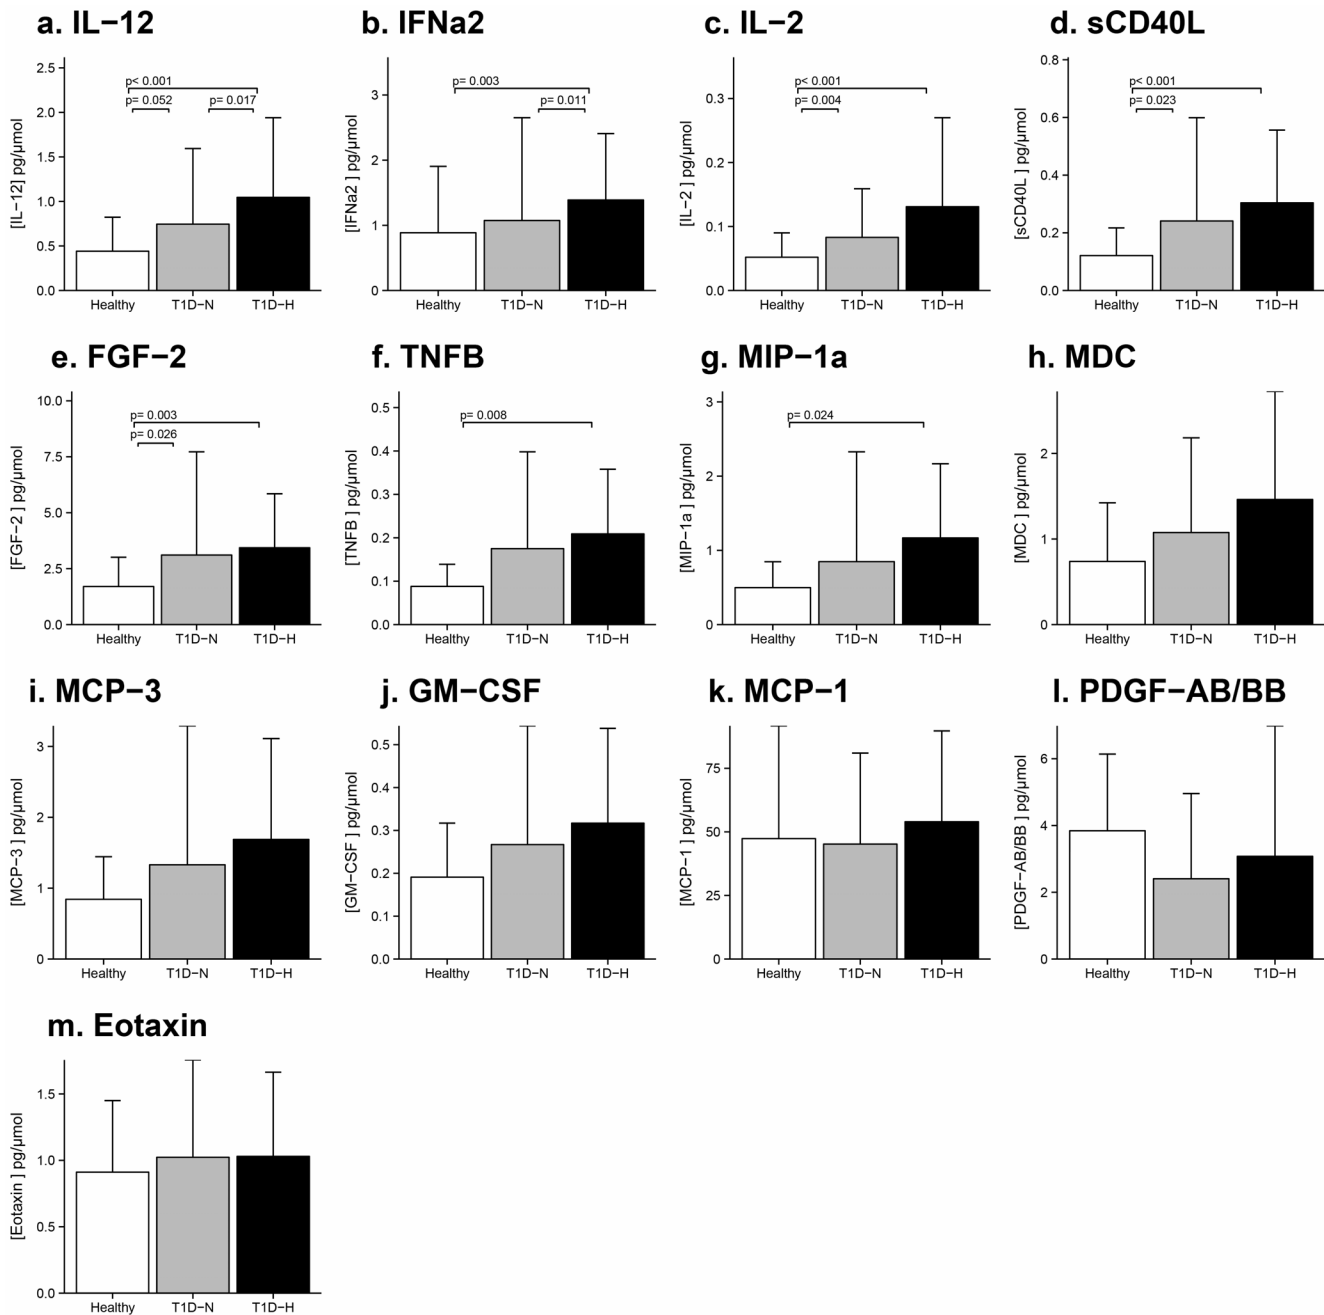 a. IL−12
2.5
2.0
1.5
1.0
0.5
0.0
[IL−12] pg/µmol
p< 0.001
p= 0.052
p= 0.017
Healthy T1D−N T1D−H
b. IFNa2
3
2
1
0
[IFNa2 ] pg/µmol
p= 0.003
p= 0.011
Healthy T1D−N T1D−H
c. IL−2
0.3
0.2
0.1
0.0
[IL−2 ] pg/µmol
p< 0.001
p= 0.004
Healthy T1D−N T1D−H
d. sCD40L
0.8
0.6
0.4
0.2
0.0
[sCD40L ] pg/µmol
p< 0.001
p= 0.023
Healthy T1D−N T1D−H
e. FGF−2
10.0
7.5
5.0
2.5
0.0
[FGF−2 ] pg/µmol
p= 0.003
p= 0.026
Healthy T1D−N T1D−H
f. TNFB
0.5
0.4
0.3
0.2
0.1
0.0
[TNFB ] pg/µmol
p= 0.008
Healthy T1D−N T1D−H
g. MIP−1a
3
2
1
0
[MIP−1a ] pg/µmol
p= 0.024
Healthy T1D−N T1D−H
h. MDC
2
1
0
[MDC ] pg/µmol
Healthy T1D−N T1D−H
i. MCP−3
3
2
1
0
[MCP−3 ] pg/µmol
Healthy T1D−N T1D−H
j. GM−CSF
0.5
0.4
0.3
0.2
0.1
0.0
[GM−CSF ] pg/µmol
Healthy T1D−N T1D−H
k. MCP−1
75
50
25
0
[MCP−1 ] pg/µmol
Healthy T1D−N T1D−H
l. PDGF−AB/BB
6
4
2
0
[PDGF−AB/BB ] pg/µmol
Healthy T1D−N T1D−H
m. Eotaxin
1.5
1.0
0.5
0.0
[Eotaxin ] pg/µmol
Healthy T1D−N T1D−H